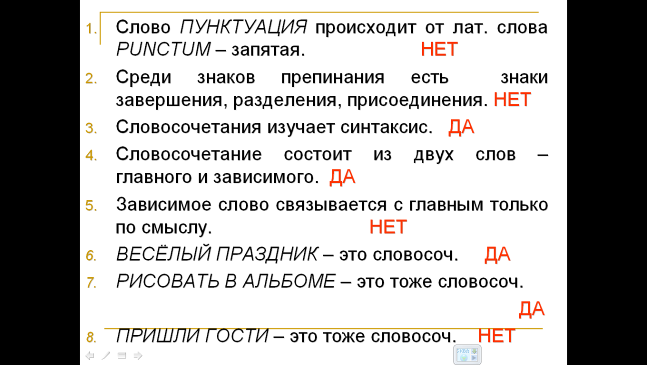 1. Слово ПУНКТУАЦИЯ происходит от лат. слова
PUNCTUM – запятая. НЕТ
2. Среди знаков препинания есть знаки
завершения, разделения, присоединения. НЕТ
3. Словосочетания изучает синтаксис. ДА
4. Словосочетание состоит из двух слов –
главного и зависимого. ДА
5. Зависимое слово связывается с главным только
по смыслу. НЕТ
6. ВЕСЁЛЫЙ ПРАЗДНИК – это словосоч. ДА
7. РИСОВАТЬ В АЛЬБОМЕ – это тоже словосоч.
ДА
8. ПРИШЛИ ГОСТИ – это тоже словосоч. НЕТ